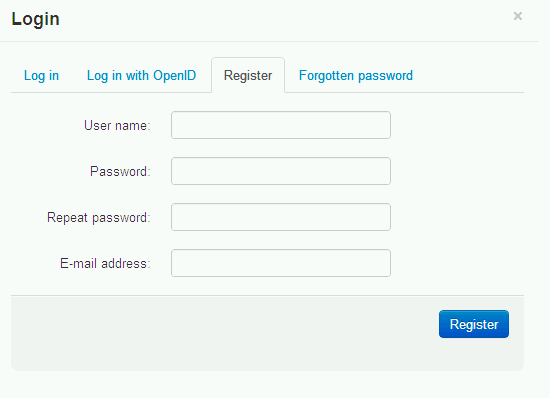 Login ×
Log in Log in with OpenID Register Forgotten password
User name:
Password:
Repeat password:
E-mail address:
Register